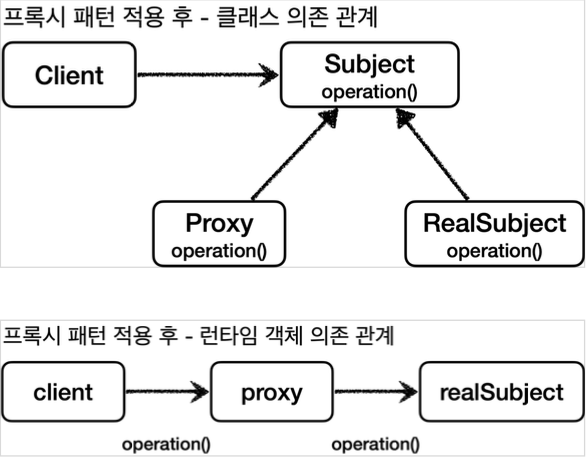 프록시 패턴 적용 후 - 클래스 의존 관계
Client
Subject
operation()
Proxy
operation()
RealSubject
operation()
프록시 패턴 적용 후 - 런타임 객체 의존 관계
client
proxy
realSubject
operation()
operation()